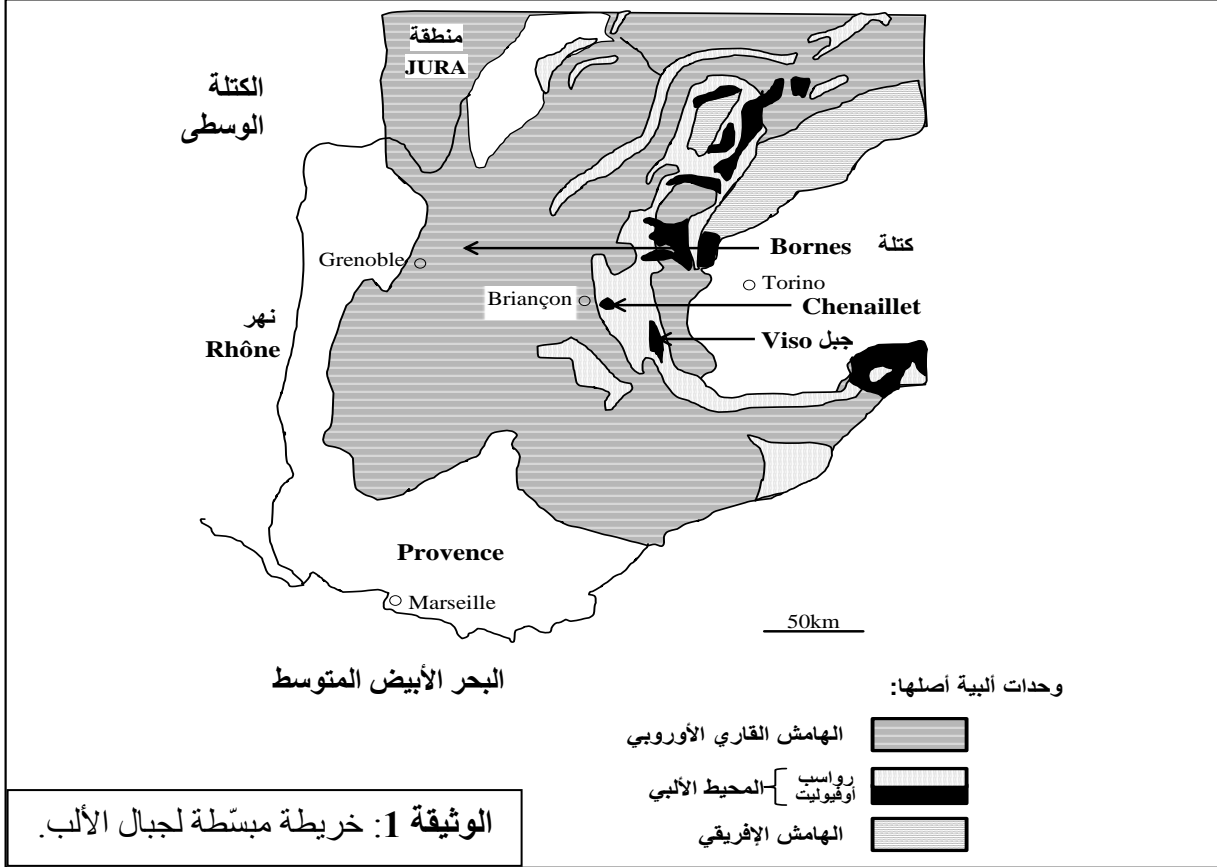 منطقة
JURA
الكتلة
الوسطى
كتلة Bornes
Grenoble
Torino
Briançon
Chenaillet
نهر
Rhône
جبل Viso
Provence
Marseille
50km
البحر الأبيض المتوسط
وحدات ألبية أصلها:
الهامش القاري الأوروبي
رواسب
أوفيوليت
المحيط الألبي
الهامش الإفريقي
الوثيقة 1: خريطة مبسّطة لجبال الألب.